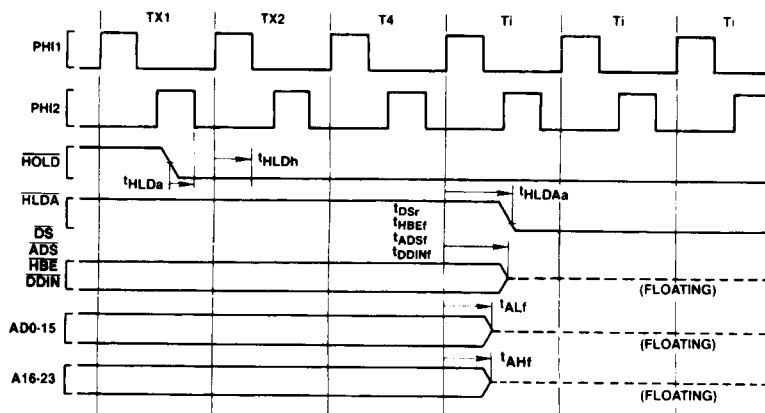 TX1 TX2 T4 Ti Ti Ti
PHI1
PHI2
HOLD
tHLDa
tHLDh
HLDA
tHLDAa
DS
ADS
HBE
DDIN
tDSr
tHBEf
tADSf
tDDINf
(FLOATING)
AD0-15
tALf
(FLOATING)
A16-23
tAHf
(FLOATING)